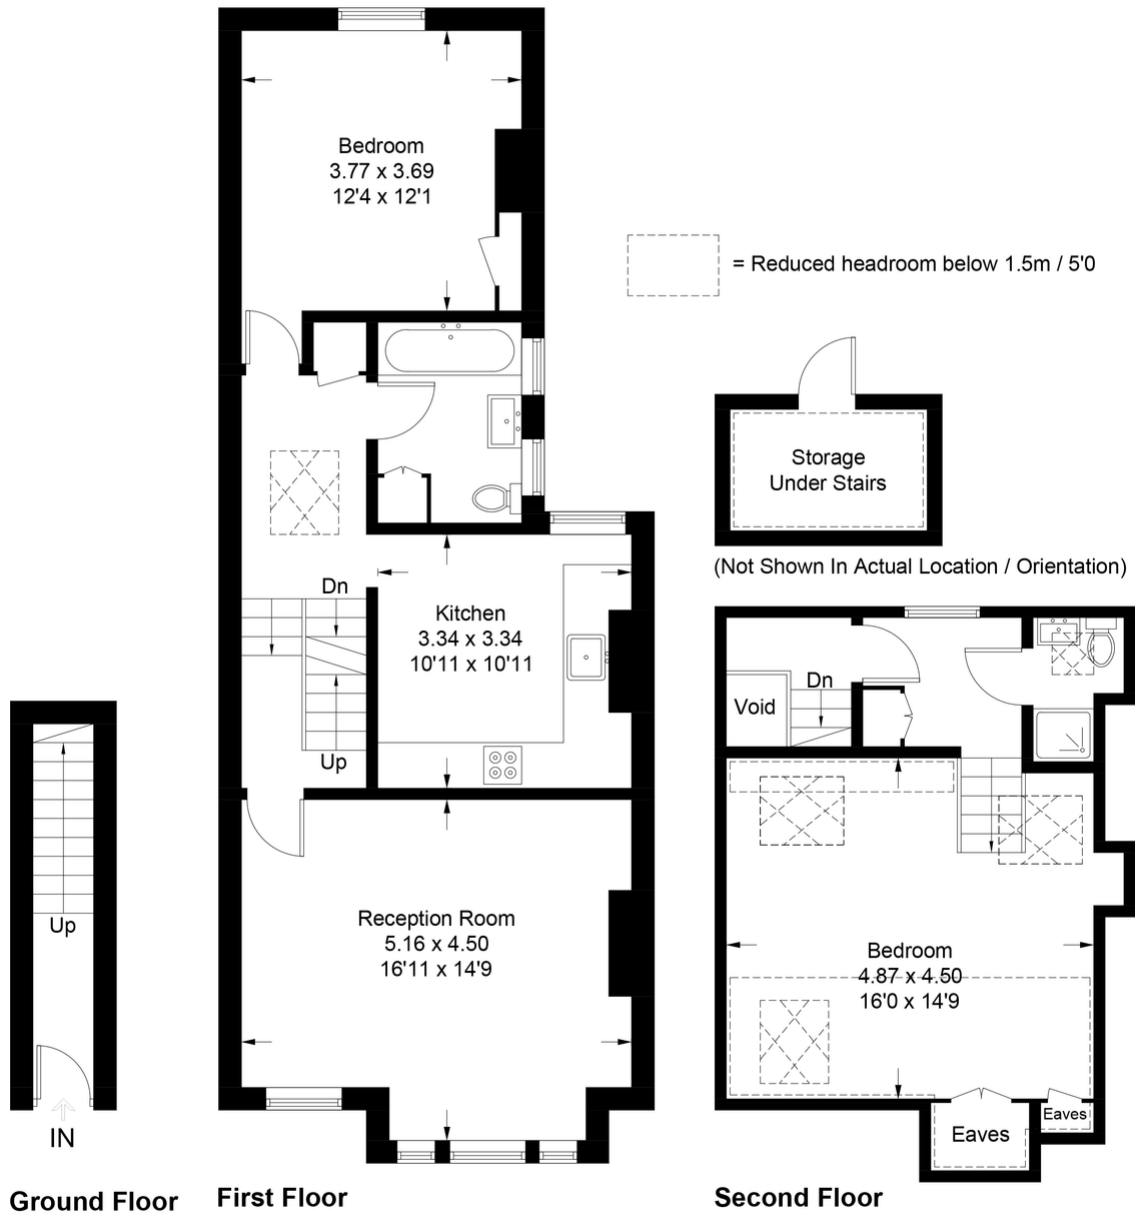 Bedroom
3.77 x 3.69
12'4 x 12'1
= Reduced headroom below 1.5m / 5'0
Storage
Under Stairs
(Not Shown In Actual Location / Orientation)
Dn
Kitchen
3.34 x 3.34
10'11 x 10'11
Up
Reception Room
5.16 x 4.50
16'11 x 14'9
Up
IN
Dn
Void
Bedroom
4.87 x 4.50
16'0 x 14'9
Eaves
Eaves
Ground Floor
First Floor
Second Floor